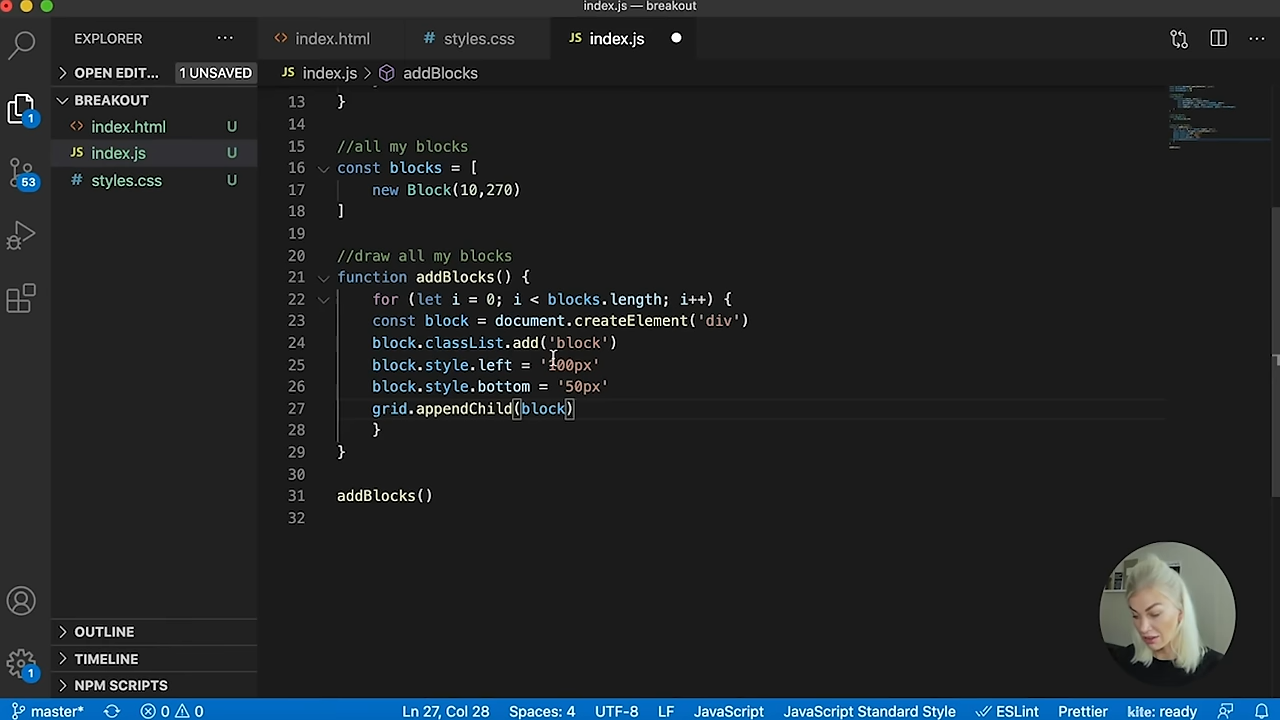 index.js — breakout
EXPLORER ···
index.html
styles.css
index.js
OPEN EDIT... 1 UNSAVED
index.js > addBlocks
BREAKOUT
index.html U
index.js U
styles.css U
1
53
13 }
14
15 //all my blocks
16 const blocks = [
17 new Block(10,270)
18 ]
19
20 //draw all my blocks
21 function addBlocks() {
22 for (let i = 0; i < blocks.length; i++) {
23 const block = document.createElement('div')
24 block.classList.add('block')
25 block.style.left = '100px'
26 block.style.bottom = '50px'
27 grid.appendChild(block)
28 }
29 }
30
31 addBlocks()
32
OUTLINE
TIMELINE
NPM SCRIPTS
1
master* 0 0 Ln 27, Col 28 Spaces: 4 UTF-8 LF JavaScript JavaScript Standard Style ESLint Prettier kite: ready